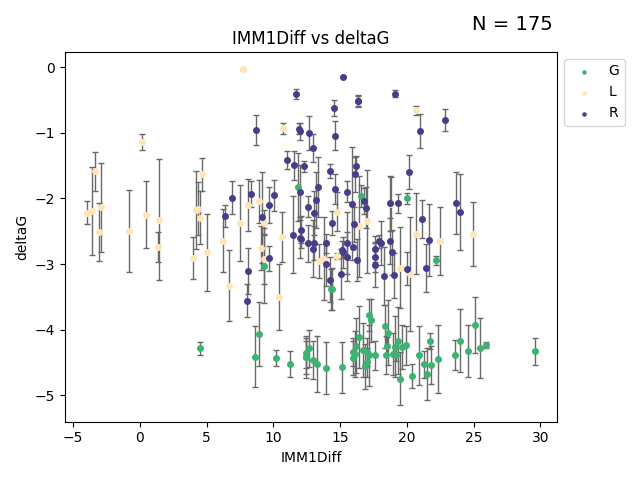 N = 175
IMM1Diff vs deltaG
G
L
R
deltaG
0
−1
−2
−3
−4
−5
−5 0 5 10 15 20 25 30
IMM1Diff